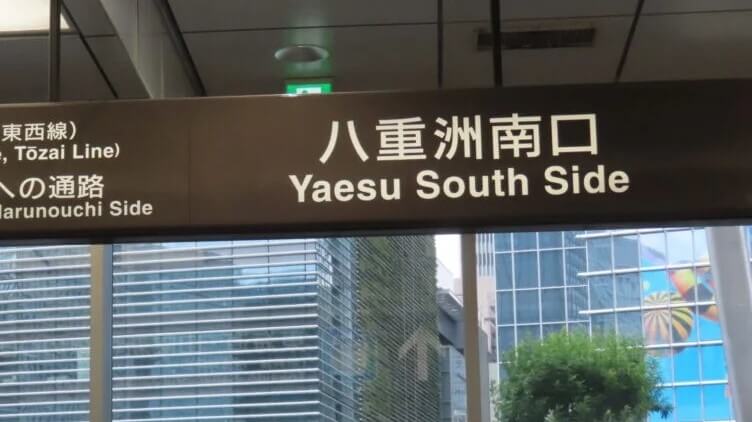 東西線)
, Tōzai Line)
への通路
arunouchi Side
八重洲南口
Yaesu South Side